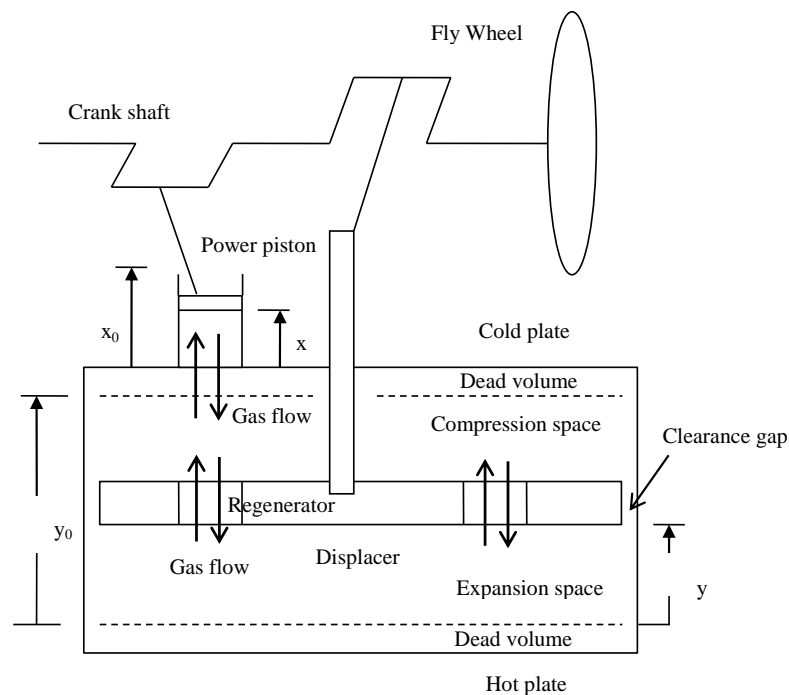 Fly Wheel
Crank shaft
Power piston
x₀
x
Cold plate
Dead volume
Gas flow
Compression space
Clearance gap
Regenerator
y₀
Displacer
Gas flow
Expansion space
y
Dead volume
Hot plate